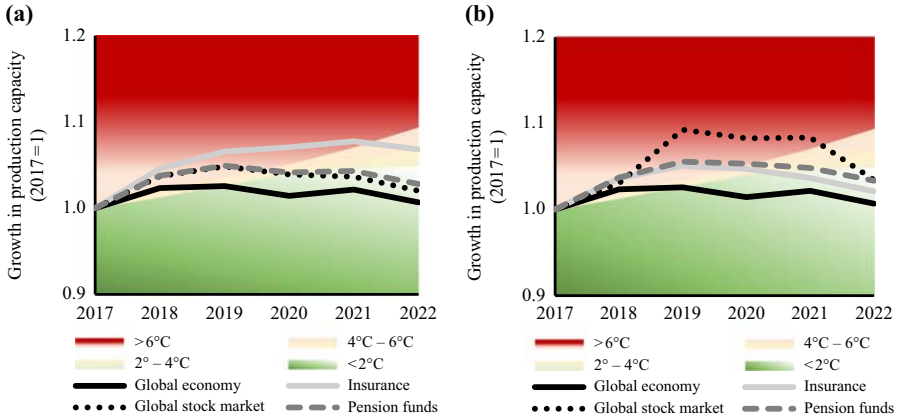 (a)
Growth in production capacity
(2017=1)
1.2
1.1
1.0
0.9
2017 2018 2019 2020 2021 2022
>6°C 4°C – 6°C
2° – 4°C <2°C
Global economy Insurance
Global stock market Pension funds
(b)
Growth in production capacity
(2017=1)
1.2
1.1
1.0
0.9
2017 2018 2019 2020 2021 2022
>6°C 4°C – 6°C
2° – 4°C <2°C
Global economy Insurance
Global stock market Pension funds